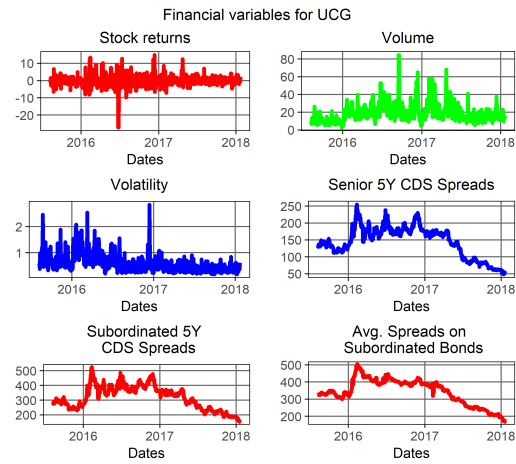 Financial variables for UCG
Stock returns
10
0
-10
-20
2016 2017 2018
Dates
Volume
80
60
40
20
0
2016 2017 2018
Dates
Volatility
2
1
2016 2017 2018
Dates
Senior 5Y CDS Spreads
250
200
150
100
50
2016 2017 2018
Dates
Subordinated 5Y
CDS Spreads
500
400
300
200
2016 2017 2018
Dates
Avg. Spreads on
Subordinated Bonds
500
400
300
200
2016 2017 2018
Dates